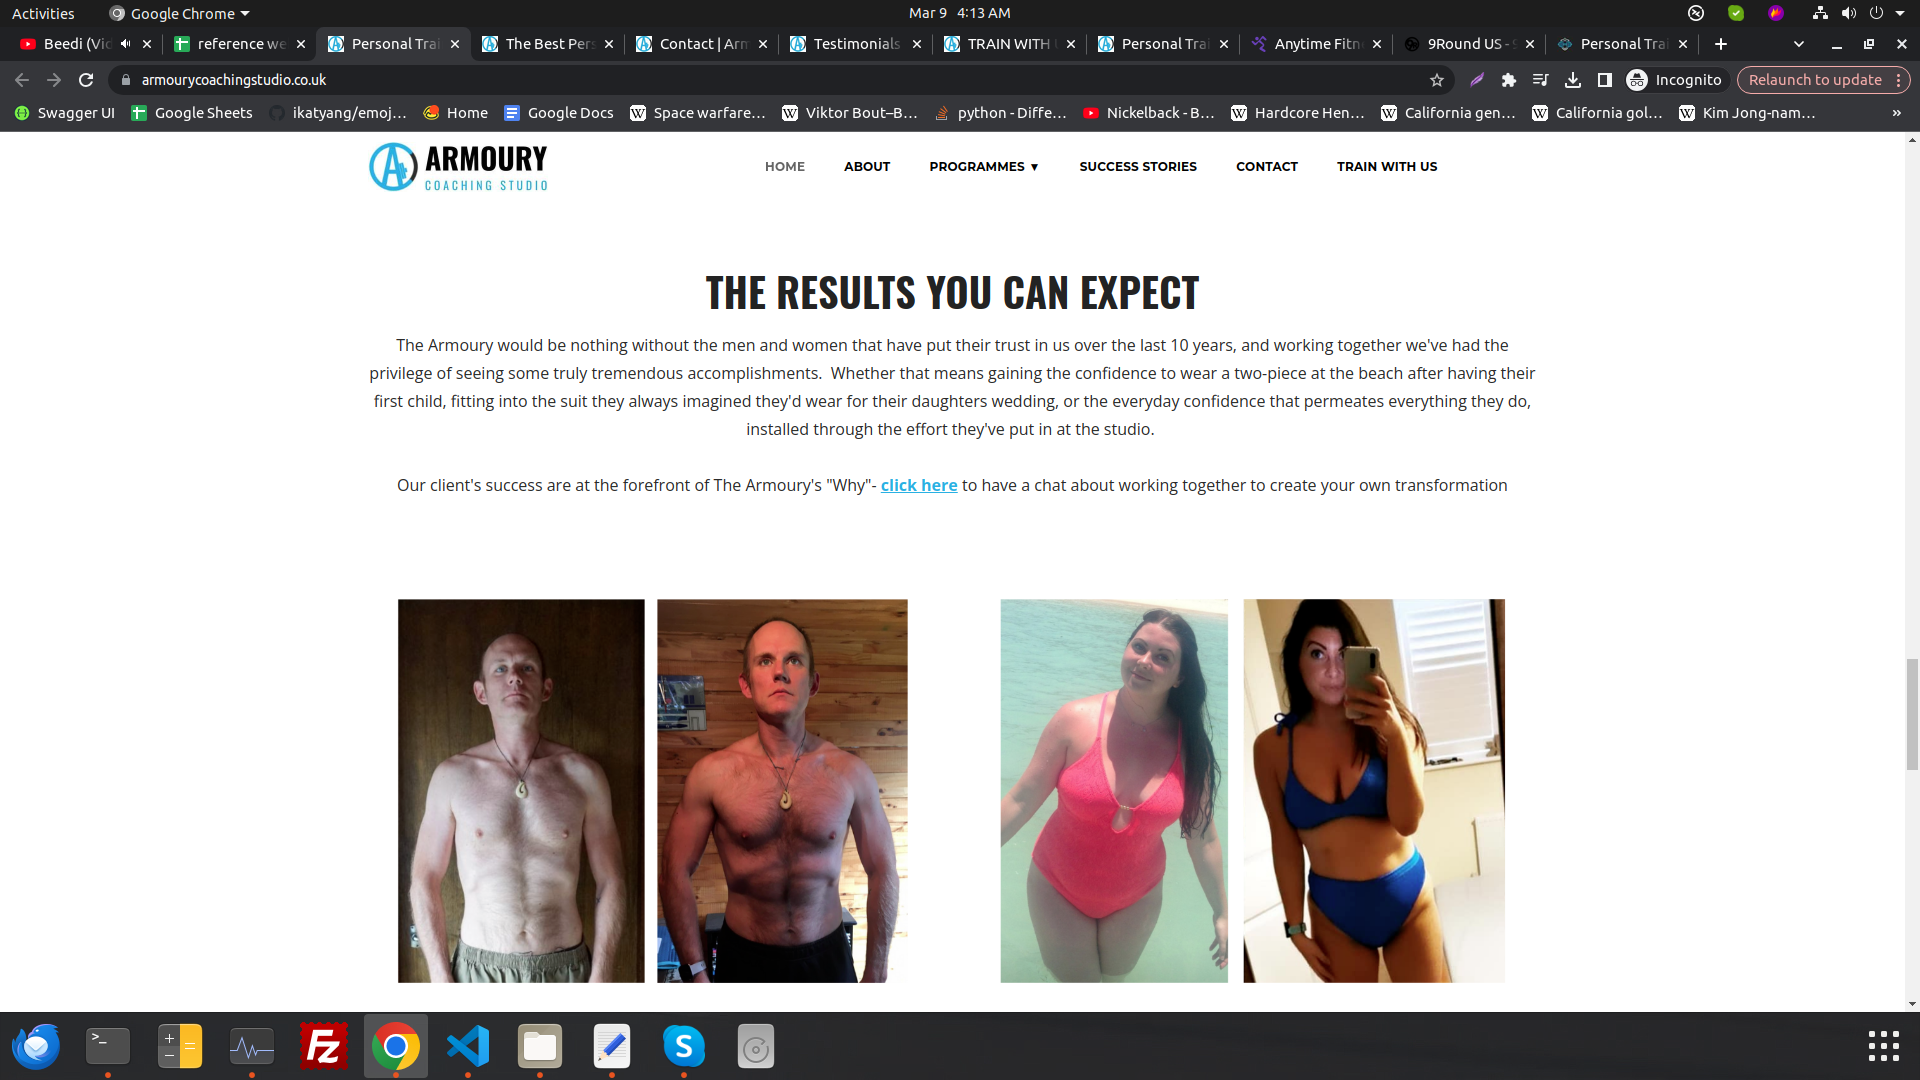 Activities
Google Chrome
Mar 9 4:13 AM
Beedi (Vid
reference we
Personal Trai
The Best Pers
Contact | Arm
Testimonials
TRAIN WITH U
Personal Trai
Anytime Fitn
9Round US - 9
Personal Trai
armourycoachingstudio.co.uk
Incognito
Relaunch to update
Swagger UI
Google Sheets
ikatyang/emoj…
Home
Google Docs
Space warfare…
Viktor Bout–B…
python - Diffe…
Nickelback - B…
Hardcore Hen…
California gen…
California gol…
Kim Jong-nam…
»
ARMOURY
COACHING STUDIO
HOME
ABOUT
PROGRAMMES ▼
SUCCESS STORIES
CONTACT
TRAIN WITH US
THE RESULTS YOU CAN EXPECT
The Armoury would be nothing without the men and women that have put their trust in us over the last 10 years, and working together we've had the
privilege of seeing some truly tremendous accomplishments.  Whether that means gaining the confidence to wear a two-piece at the beach after having their
first child, fitting into the suit they always imagined they'd wear for their daughters wedding, or the everyday confidence that permeates everything they do,
installed through the effort they've put in at the studio.
Our client's success are at the forefront of The Armoury's "Why"- click here to have a chat about working together to create your own transformation